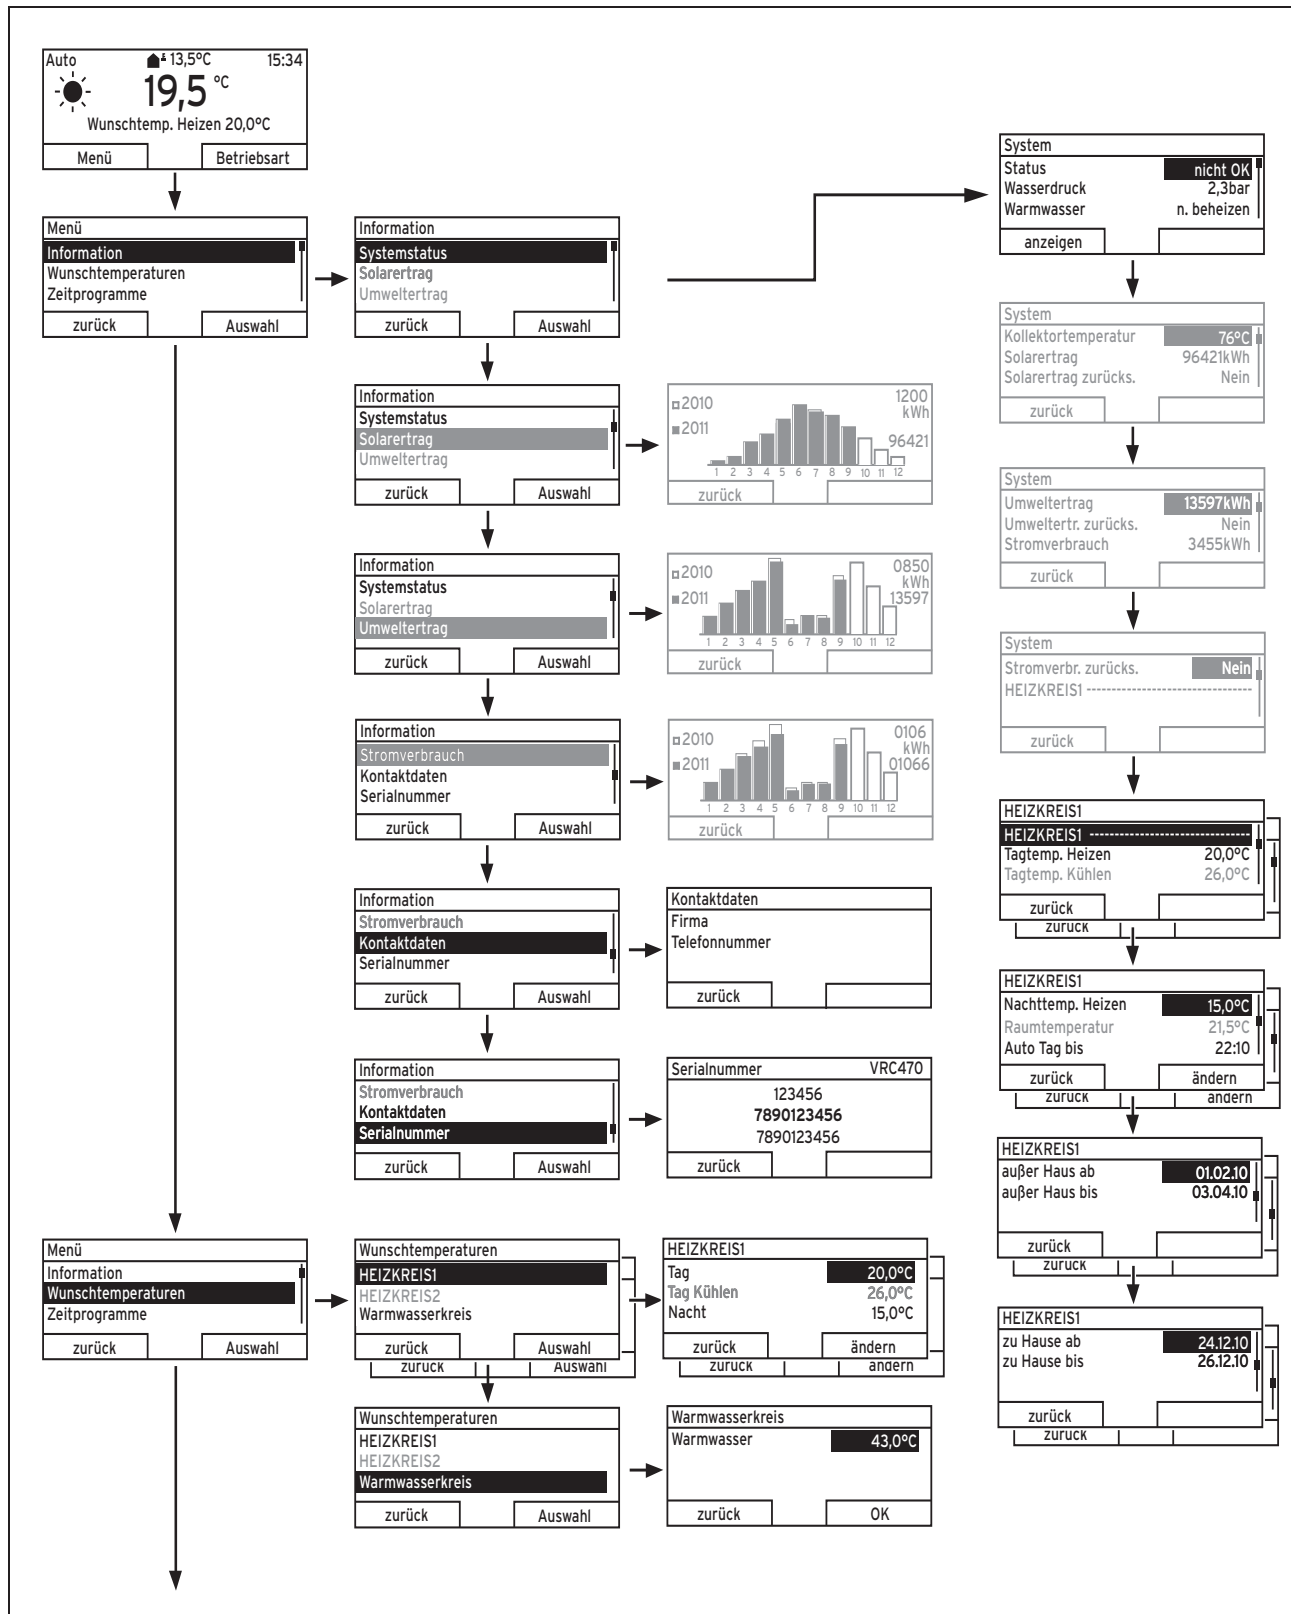 Auto 13,5°C 15:34
19,5 °C
Wunschtemp. Heizen 20,0°C
Menü Betriebsart
Menü
Information
Wunschtemperaturen
Zeitprogramme
zurück Auswahl
Information
Systemstatus
Solarertrag
Umweltertrag
zurück Auswahl
System
Status nicht OK
Wasserdruck 2,3bar
Warmwasser n. beheizen
anzeigen
System
Kollektortemperatur 76°C
Solarertrag 96421kWh
Solarertrag zurücks. Nein
zurück
Information
Systemstatus
Solarertrag
Umweltertrag
zurück Auswahl
2010 1200
kWh
2011
96421
1 2 3 4 5 6 7 8 9 10 11 12
zurück
System
Umweltertrag 13597kWh
Umweltertr. zurücks. Nein
Stromverbrauch 3455kWh
zurück
Information
Systemstatus
Solarertrag
Umweltertrag
zurück Auswahl
2010 0850
kWh
2011 13597
1 2 3 4 5 6 7 8 9 10 11 12
zurück
System
Stromverbr. zurücks. Nein
HEIZKREIS1 --------------------------------
zurück
Information
Stromverbrauch
Kontaktdaten
Serialnummer
zurück Auswahl
2010 0106
kWh
2011 01066
1 2 3 4 5 6 7 8 9 10 11 12
zurück
HEIZKREIS1
HEIZKREIS1 --------------------------------
Tagtemp. Heizen 20,0°C
Tagtemp. Kühlen 26,0°C
zurück
zurück
Information
Stromverbrauch
Kontaktdaten
Serialnummer
zurück Auswahl
Kontaktdaten
Firma
Telefonnummer
zurück
HEIZKREIS1
Nachttemp. Heizen 15,0°C
Raumtemperatur 21,5°C
Auto Tag bis 22:10
zurück ändern
zurück ändern
Information
Stromverbrauch
Kontaktdaten
Serialnummer
zurück Auswahl
Serialnummer VRC470
123456
7890123456
7890123456
zurück
HEIZKREIS1
außer Haus ab 01.02.10
außer Haus bis 03.04.10
zurück
zurück
Menü
Information
Wunschtemperaturen
Zeitprogramme
zurück Auswahl
Wunschtemperaturen
HEIZKREIS1
HEIZKREIS2
Warmwasserkreis
zurück Auswahl
zurück Auswahl
HEIZKREIS1
Tag 20,0°C
Tag Kühlen 26,0°C
Nacht 15,0°C
zurück ändern
zurück ändern
HEIZKREIS1
zu Hause ab 24.12.10
zu Hause bis 26.12.10
zurück
zurück
Wunschtemperaturen
HEIZKREIS1
HEIZKREIS2
Warmwasserkreis
zurück Auswahl
Warmwasserkreis
Warmwasser 43,0°C
zurück OK